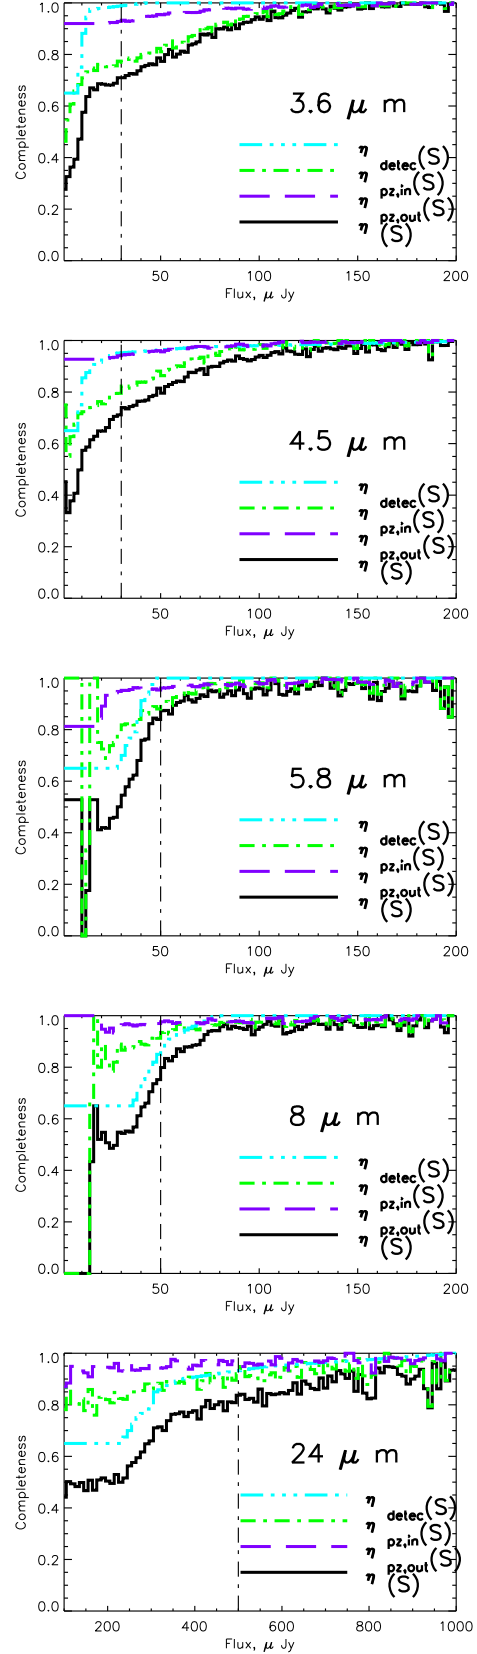 1.0
0.8
0.6
0.4
0.2
0.0
Completeness
3.6 μ m
η detec(S)
η pz,in(S)
η pz,out(S)
η (S)
50 100 150 200
Flux, μ Jy
1.0
0.8
0.6
0.4
0.2
0.0
Completeness
4.5 μ m
η detec(S)
η pz,in(S)
η pz,out(S)
η (S)
50 100 150 200
Flux, μ Jy
1.0
0.8
0.6
0.4
0.2
0.0
Completeness
5.8 μ m
η detec(S)
η pz,in(S)
η pz,out(S)
η (S)
50 100 150 200
Flux, μ Jy
1.0
0.8
0.6
0.4
0.2
0.0
Completeness
8 μ m
η detec(S)
η pz,in(S)
η pz,out(S)
η (S)
50 100 150 200
Flux, μ Jy
1.0
0.8
0.6
0.4
0.2
0.0
Completeness
24 μ m
η detec(S)
η pz,in(S)
η pz,out(S)
η (S)
200 400 600 800 1000
Flux, μ Jy